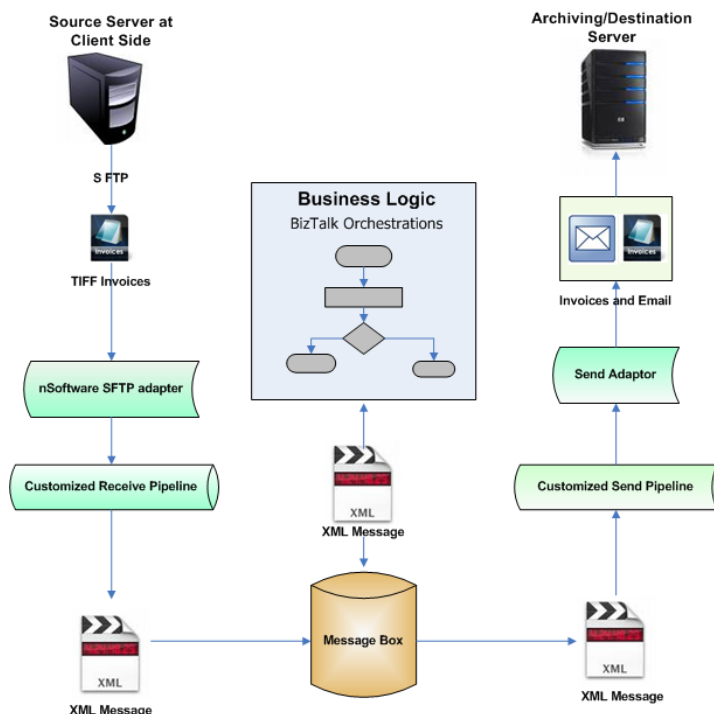 Source Server at
Client Side
S FTP
Invoices
TIFF Invoices
nSoftware SFTP adapter
Customized Receive Pipeline
XML
XML Message
Business Logic
BizTalk Orchestrations
XML
XML Message
Message Box
Archiving/Destination
Server
hp
Invoices
Invoices and Email
Send Adaptor
Customized Send Pipeline
XML
XML Message